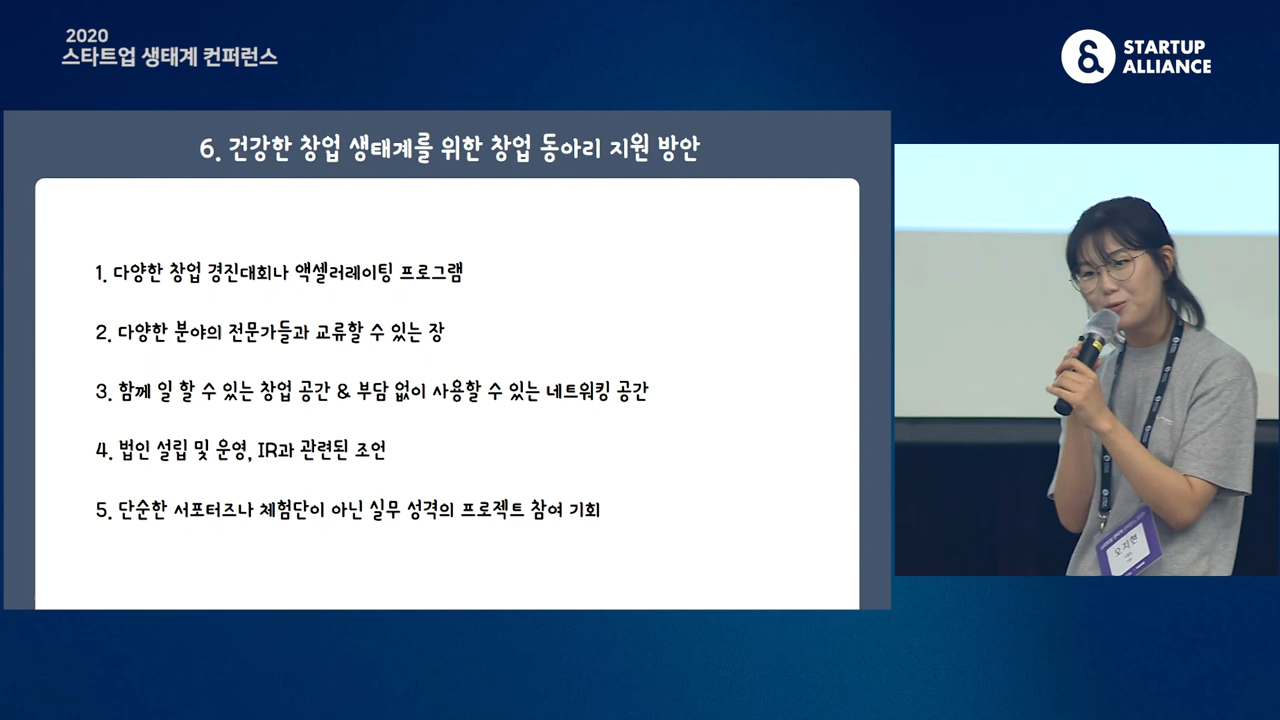 2020
스타트업 생태계 컨퍼런스
STARTUP
ALLIANCE
6. 건강한 창업 생태계를 위한 창업 동아리 지원 방안
1. 다양한 창업 경진대회나 액셀러레이팅 프로그램
2. 다양한 분야의 전문가들과 교류할 수 있는 장
3. 함께 일 할 수 있는 창업 공간 & 부담 없이 사용할 수 있는 네트워킹 공간
4. 법인 설립 및 운영, IR과 관련된 조언
5. 단순한 서포터즈나 체험단이 아닌 실무 성격의 프로젝트 참여 기회
오지현